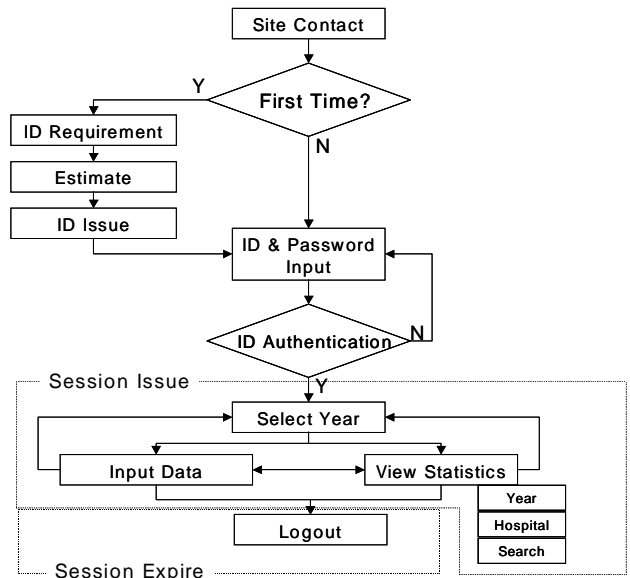 Site Contact
First Time?
Y
ID Requirement
N
Estimate
ID Issue
ID & Password
Input
ID Authentication
N
Y
Session Issue
Select Year
Input Data
View Statistics
Year
Hospital
Search
Logout
Session Expire